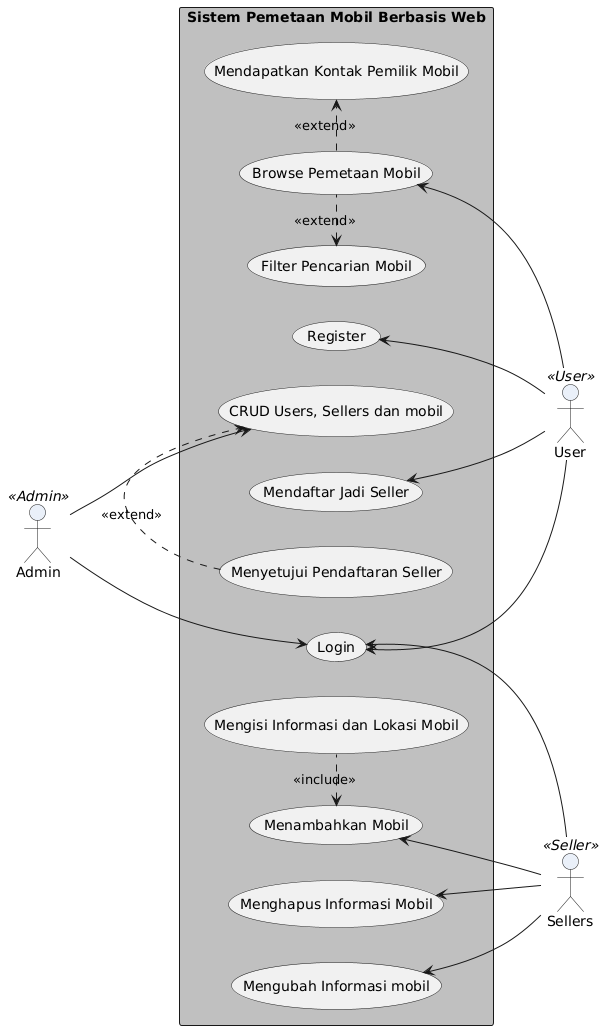 Sistem Pemetaan Mobil Berbasis Web
Mendapatkan Kontak Pemilik Mobil
«extend»
Browse Pemetaan Mobil
«extend»
Filter Pencarian Mobil
Register
«User»
User
CRUD Users, Sellers dan mobil
Mendaftar Jadi Seller
«Admin»
Admin
«extend»
Menyetujui Pendaftaran Seller
Login
Mengisi Informasi dan Lokasi Mobil
«include»
Menambahkan Mobil
«Seller»
Sellers
Menghapus Informasi Mobil
Mengubah Informasi mobil